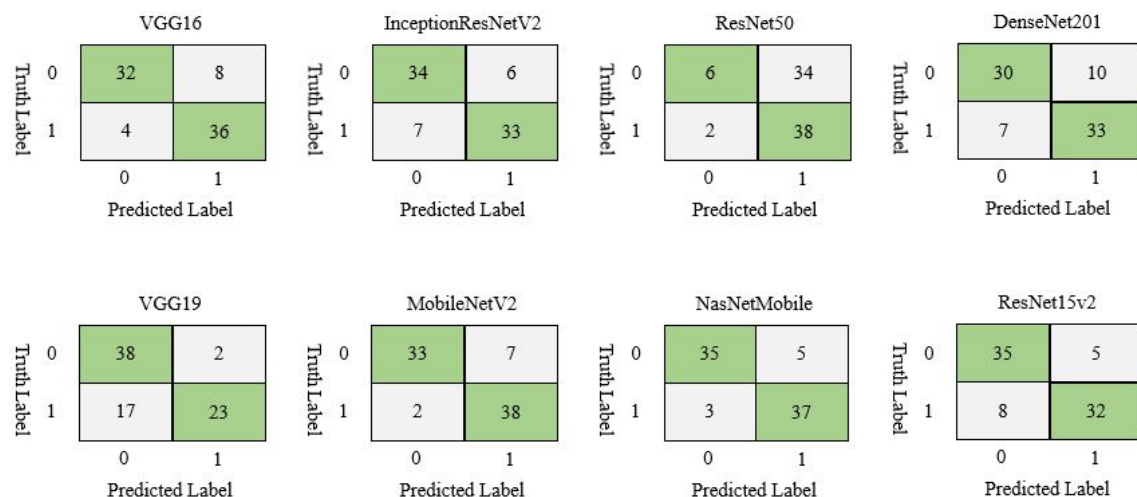 VGG16
InceptionResNetV2
ResNet50
DenseNet201
Truth Label
0
32
8
1
4
36
0
1
Predicted Label
Truth Label
0
34
6
1
7
33
0
1
Predicted Label
Truth Label
0
6
34
1
2
38
0
1
Predicted Label
Truth Label
0
30
10
1
7
33
0
1
Predicted Label
VGG19
MobileNetV2
NasNetMobile
ResNet15v2
Truth Label
0
38
2
1
17
23
0
1
Predicted Label
Truth Label
0
33
7
1
2
38
0
1
Predicted Label
Truth Label
0
35
5
1
3
37
0
1
Predicted Label
Truth Label
0
35
5
1
8
32
0
1
Predicted Label